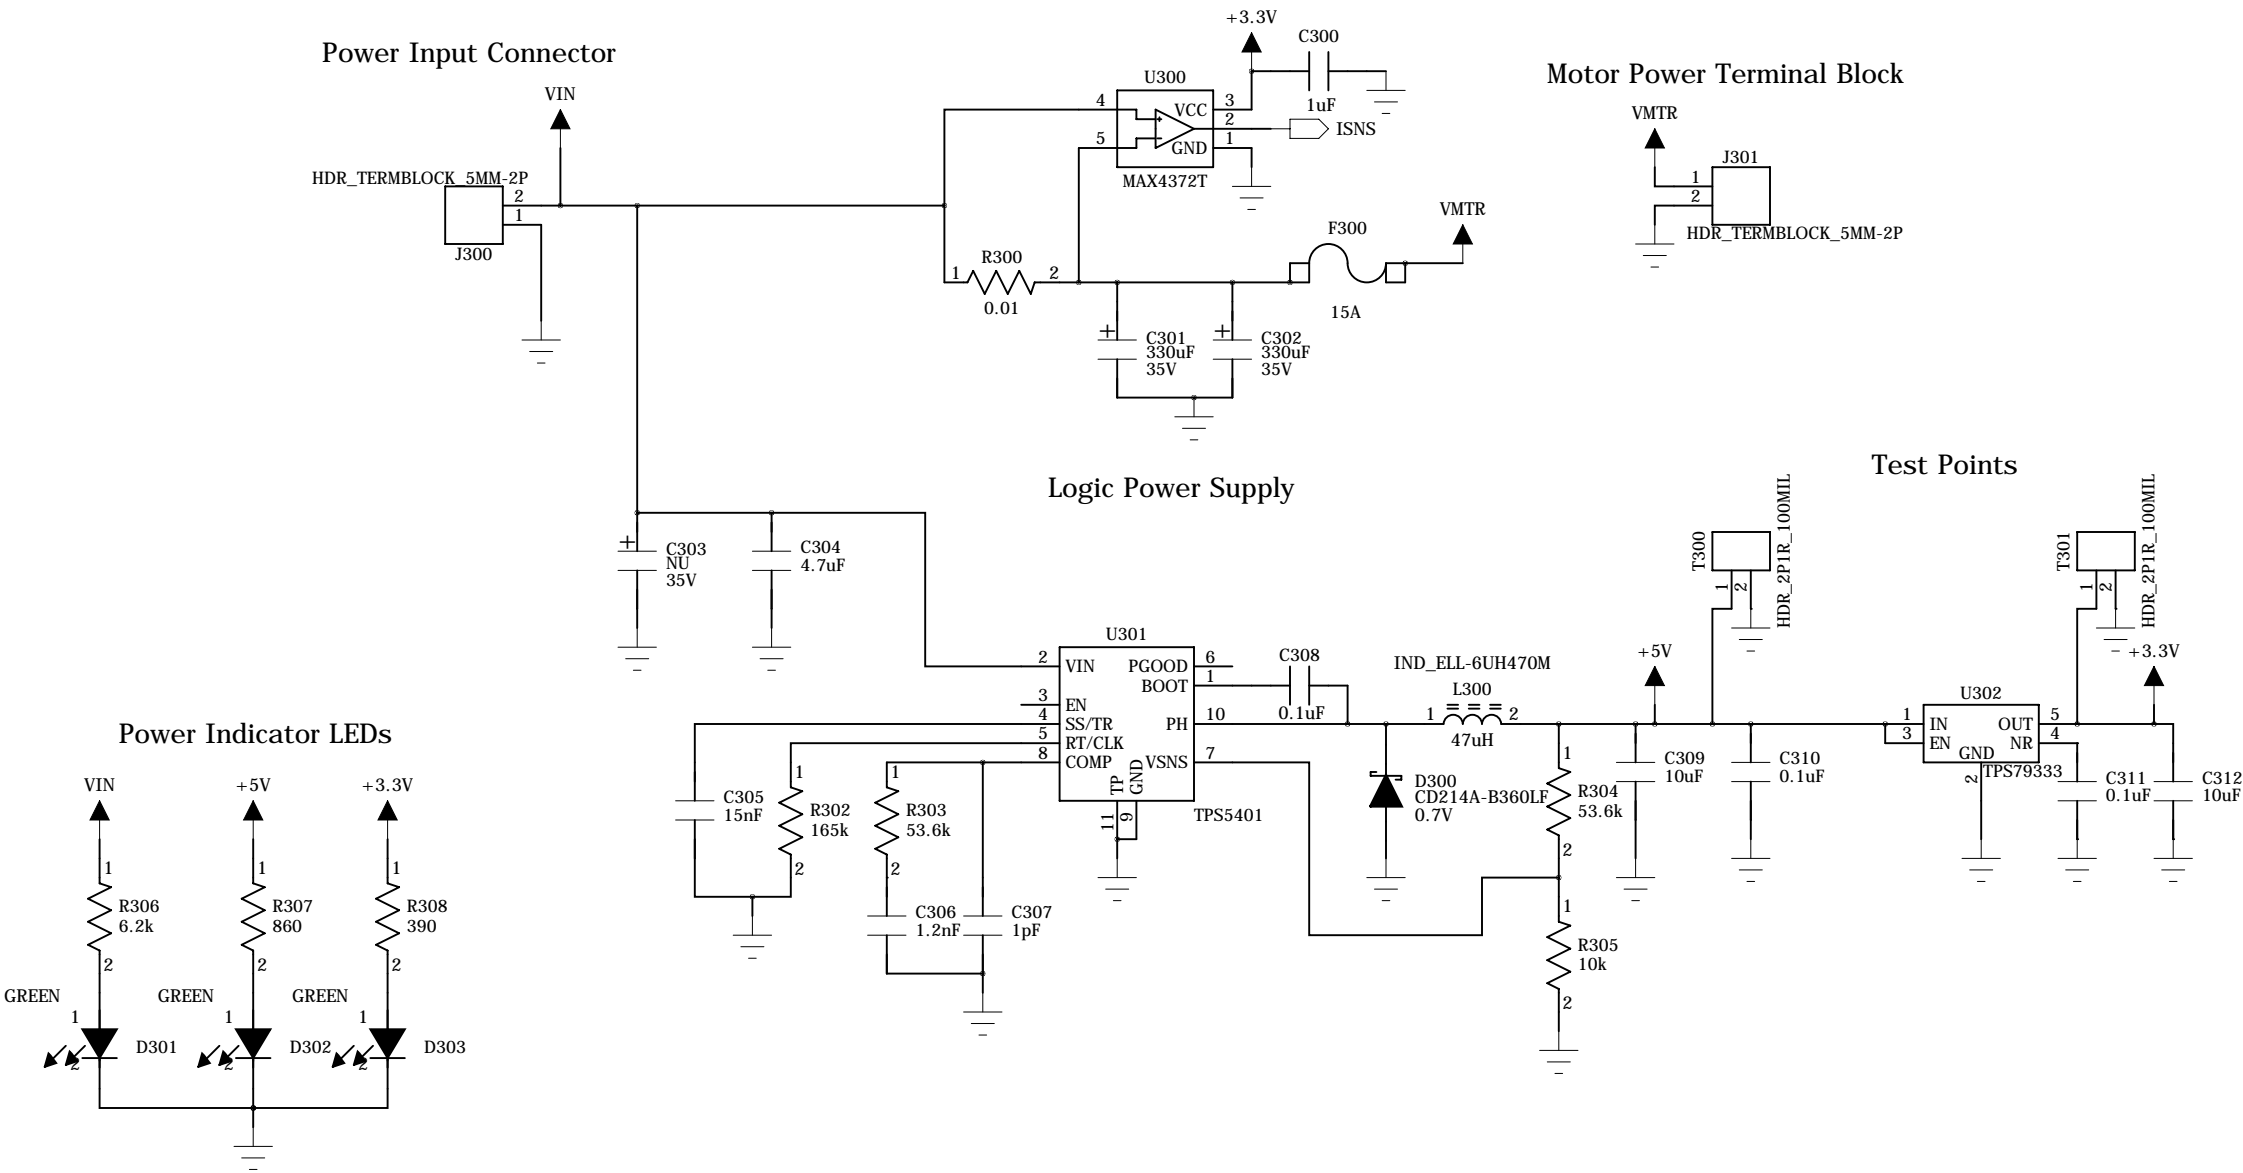 Power Input Connector
VIN
HDR_TERMBLOCK_5MM-2P
2
1
J300
+3.3V
C300
1uF
U300
4
5
VCC
GND
3
2
1
ISNS
MAX4372T
R300
1
2
0.01
F300
15A
VMTR
+
C301
330uF
35V
+
C302
330uF
35V
Motor Power Terminal Block
VMTR
J301
1
2
HDR_TERMBLOCK_5MM-2P
Logic Power Supply
+
C303
NU
35V
C304
4.7uF
U301
2
VIN
3
EN
4
SS/TR
5
RT/CLK
8
COMP
PGOOD
6
BOOT
1
PH
10
VSNS
7
TP
GND
11
9
TPS5401
C305
15nF
1
R302
165k
2
1
R303
53.6k
2
C306
1.2nF
C307
1pF
C308
0.1uF
IND_ELL-6UH470M
L300
1
2
47uH
D300
CD214A-B360LF
0.7V
1
R304
53.6k
2
1
R305
10k
2
+5V
C309
10uF
C310
0.1uF
Test Points
T300
1
2
HDR_2P1R_100MIL
T301
1
2
HDR_2P1R_100MIL
+3.3V
U302
1
IN
3
EN
GND
2
OUT
5
NR
4
TPS79333
C311
0.1uF
C312
10uF
Power Indicator LEDs
VIN
1
R306
6.2k
2
GREEN
1
2
D301
+5V
1
R307
860
2
GREEN
1
2
D302
+3.3V
1
R308
390
2
GREEN
1
2
D303